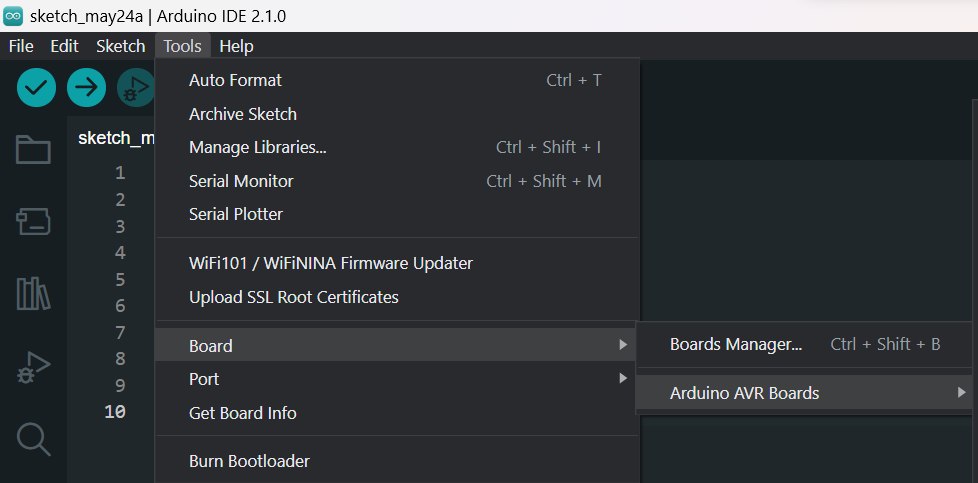 sketch_may24a | Arduino IDE 2.1.0
File Edit Sketch Tools Help
Auto Format Ctrl + T
Archive Sketch
Manage Libraries... Ctrl + Shift + I
Serial Monitor Ctrl + Shift + M
Serial Plotter
WiFi101 / WiFiNINA Firmware Updater
Upload SSL Root Certificates
Board
Port
Get Board Info
Burn Bootloader
Boards Manager... Ctrl + Shift + B
Arduino AVR Boards
sketch_m
1
2
3
4
5
6
7
8
9
10